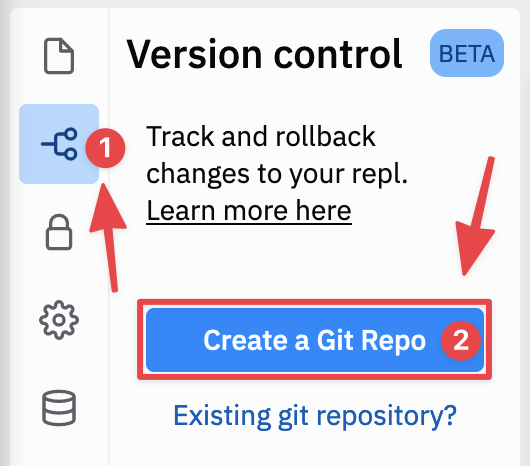 Version control
BETA
1
Track and rollback
changes to your repl.
Learn more here
Create a Git Repo
2
Existing git repository?